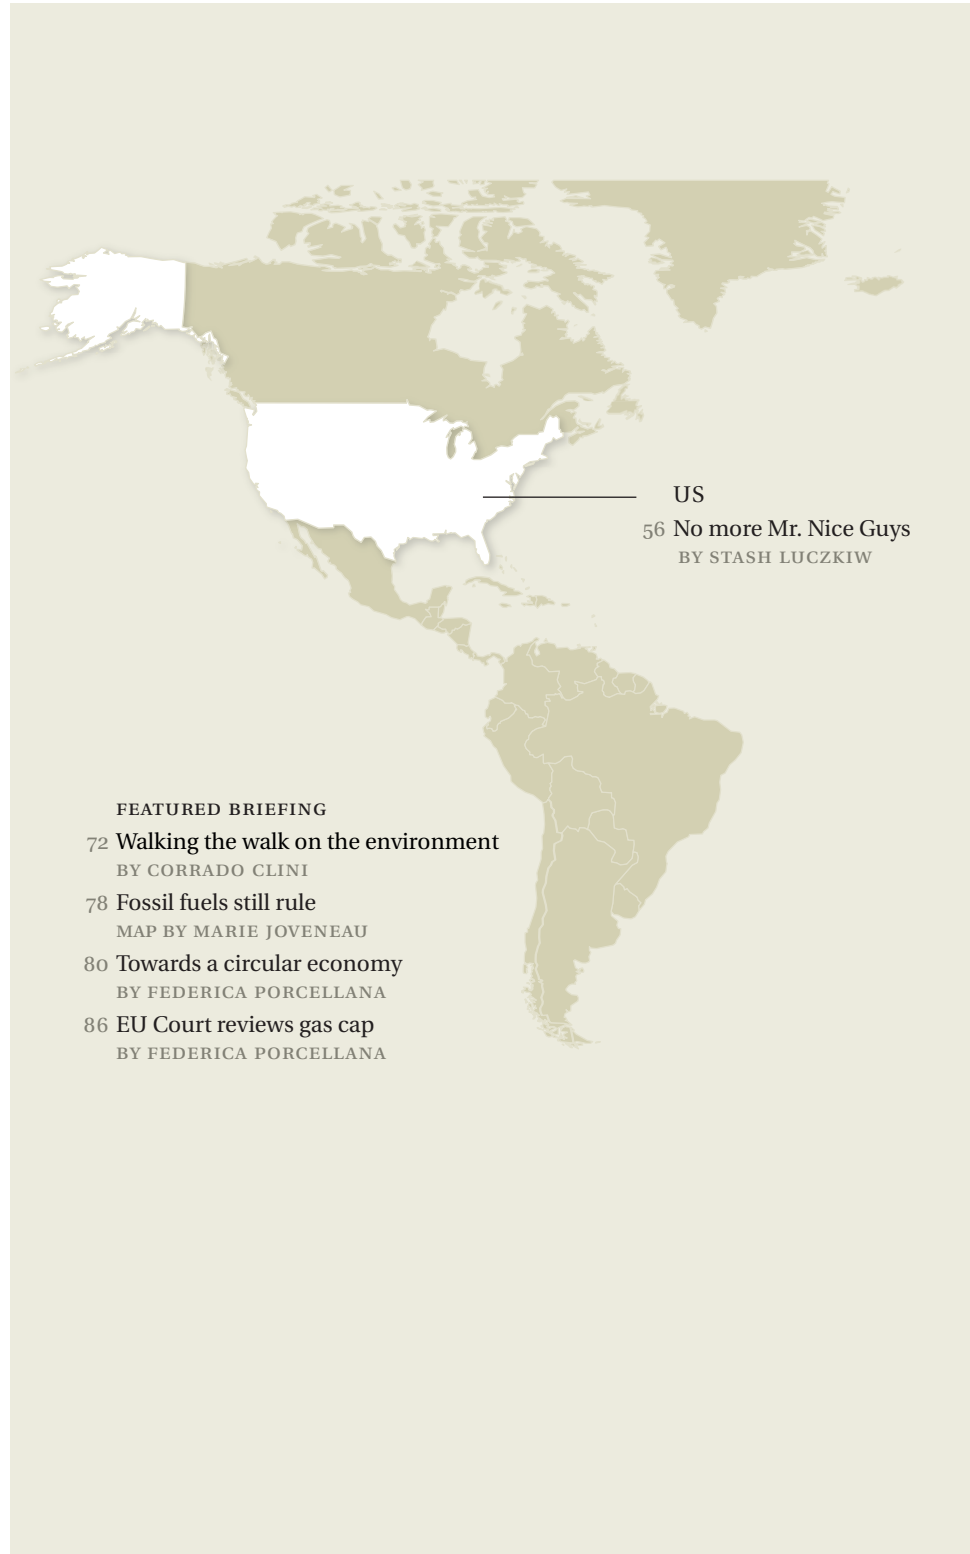 US
56 No more Mr. Nice Guys
BY STASH LUCZKIW
FEATURED BRIEFING
72 Walking the walk on the environment
BY CORRADO CLINI
78 Fossil fuels still rule
MAP BY MARIE JOVENEAU
80 Towards a circular economy
BY FEDERICA PORCELLANA
86 EU Court reviews gas cap
BY FEDERICA PORCELLANA